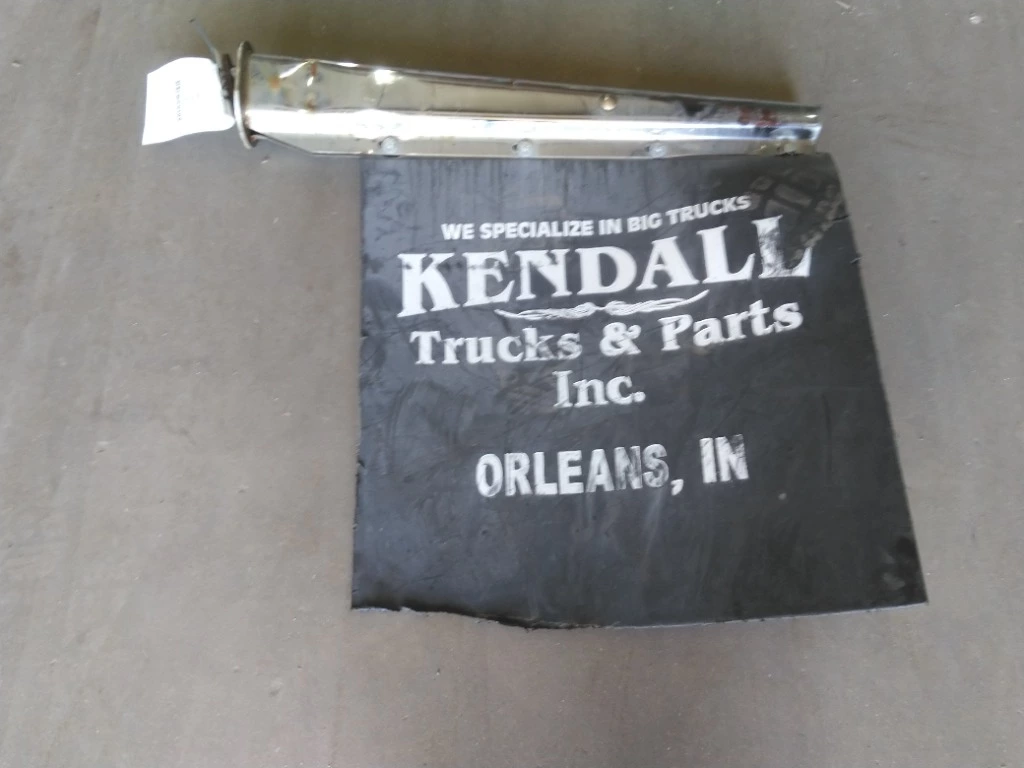 WE SPECIALIZE IN BIG TRUCKS
KENDALL
Trucks & Parts
Inc.
ORLEANS, IN